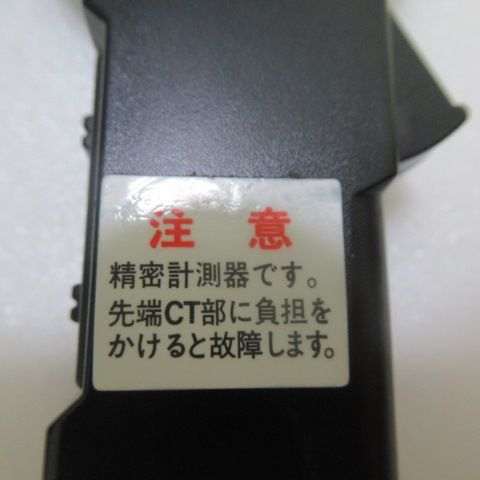 注意
精密計測器です。
先端CT部に負担を
かけると故障します。